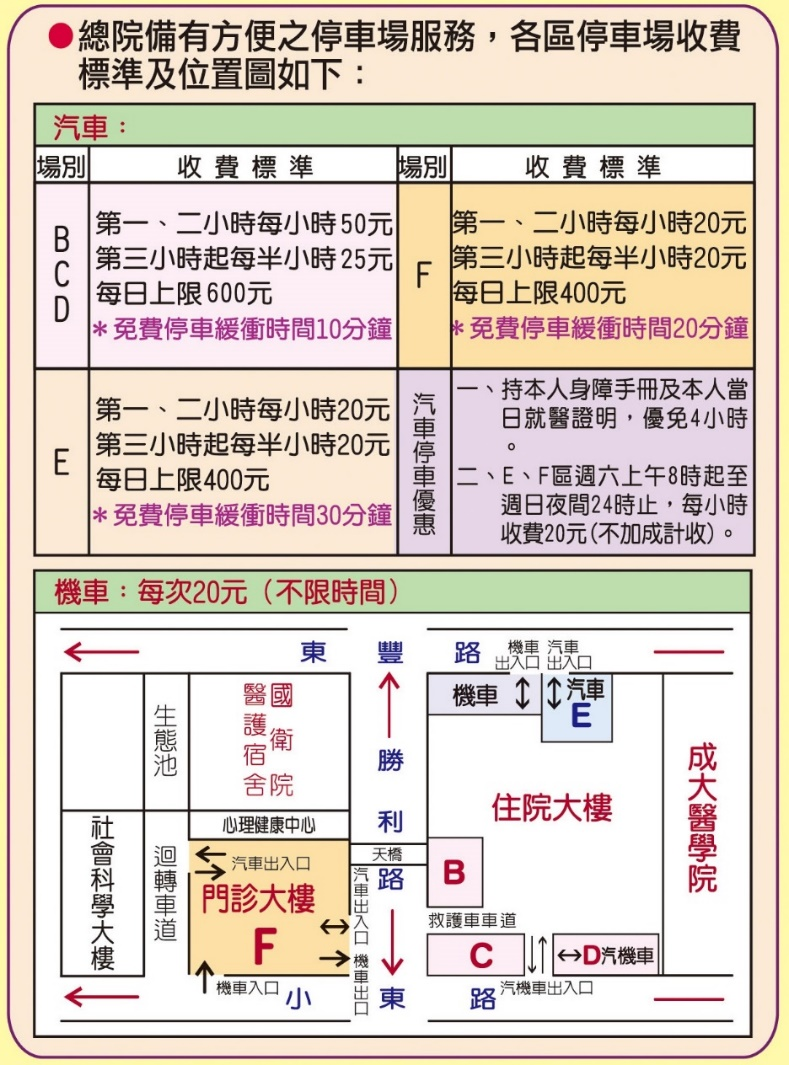 ●總院備有方便之停車場服務，各區停車場收費
標準及位置圖如下：
汽車：
場別 收費標準 場別 收費標準
B
C
D
第一、二小時每小時50元
第三小時起每半小時25元
每日上限600元
＊免費停車緩衝時間10分鐘
F
第一、二小時每小時20元
第三小時起每半小時20元
每日上限400元
＊免費停車緩衝時間20分鐘
E
第一、二小時每小時20元
第三小時起每半小時20元
每日上限400元
＊免費停車緩衝時間30分鐘
汽車停車優惠
一、持本人身障手冊及本人當
日就醫證明，優免4小時
。
二、E、F區週六上午8時起至
週日夜間24時止，每小時
收費20元(不加成計收)。
機車：每次20元（不限時間）
東豐路
機車出入口
汽車出入口
生態池
國衛院
醫護宿舍
機車
汽車
E
勝利路
成大醫學院
住院大樓
心理健康中心
天橋
社會科學大樓
迴轉車道
汽車出入口
門診大樓
F
汽車出入口
機車出口
機車入口
B
救護車車道
C
D汽機車
小東路
汽機車出入口